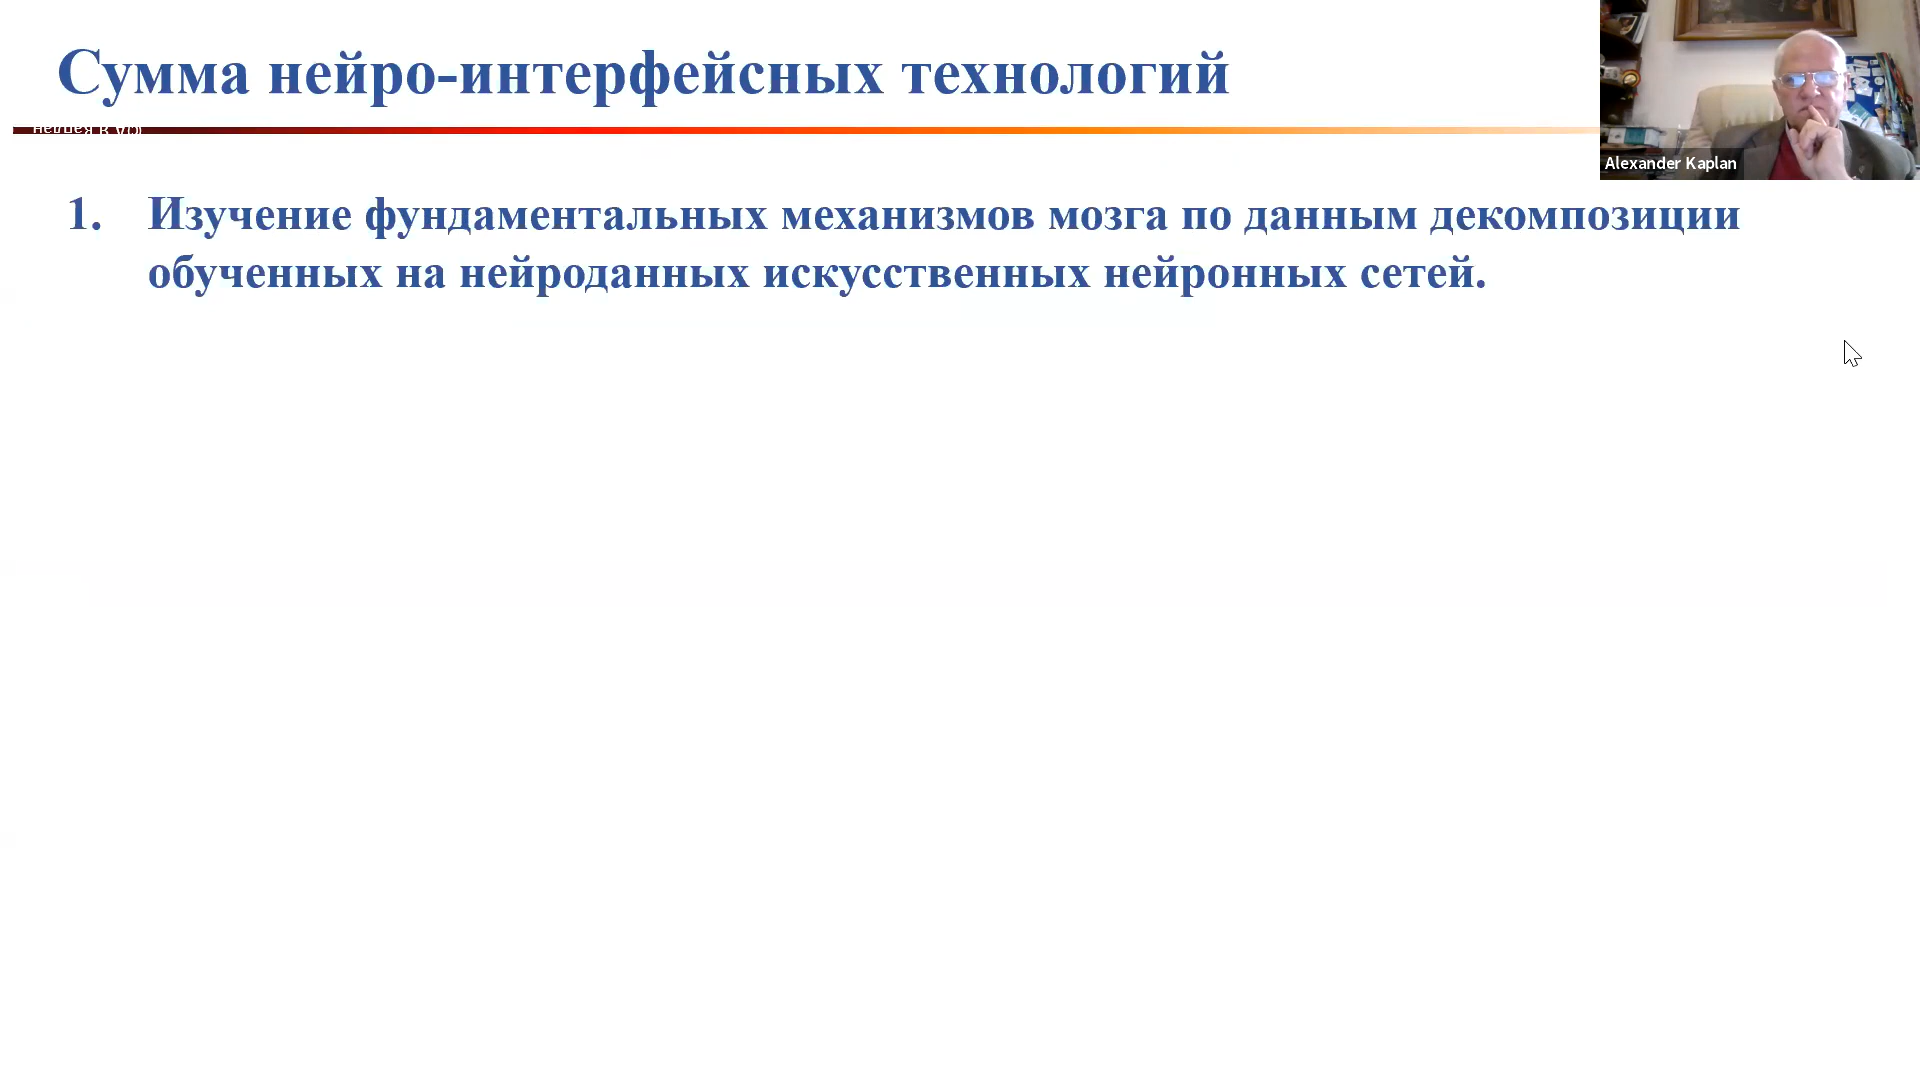 Сумма нейро-интерфейсных технологий
Alexander Kaplan
1. Изучение фундаментальных механизмов мозга по данным декомпозиции
обученных на нейроданных искусственных нейронных сетей.